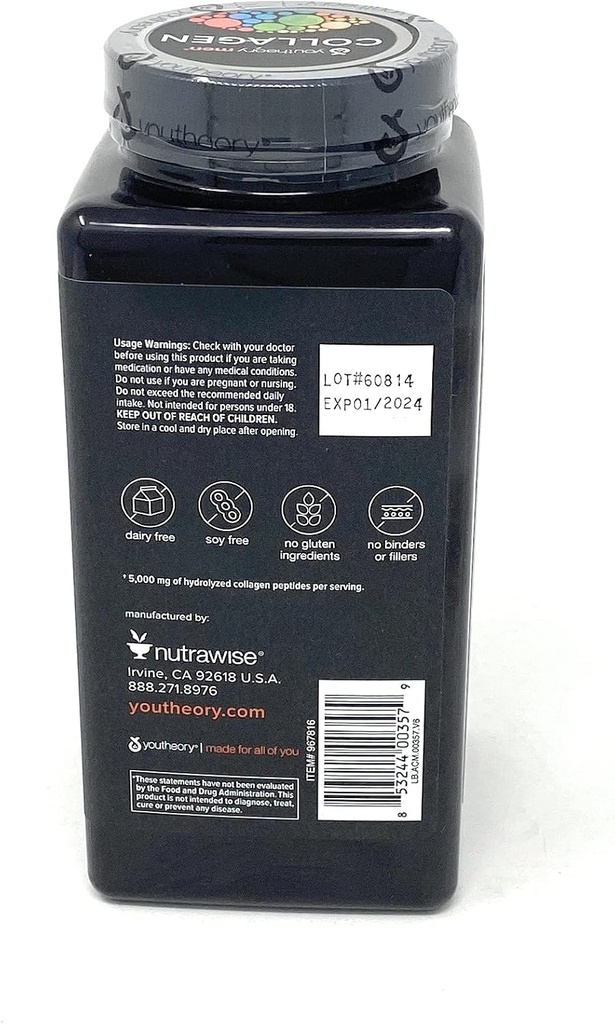 COLLAGEN
youtheory men™
youtheory®
Usage Warnings: Check with your doctor
before using this product if you are taking
medication or have any medical conditions.
Do not use if you are pregnant or nursing.
Do not exceed the recommended daily
intake. Not intended for persons under 18.
KEEP OUT OF REACH OF CHILDREN.
Store in a cool and dry place after opening.
LOT#60814
EXP01/2024
dairy free
soy free
no gluten
ingredients
no binders
or fillers
† 5,000 mg of hydrolyzed collagen peptides per serving.
manufactured by:
nutrawise®
Irvine, CA 92618 U.S.A.
888.271.8976
youtheory.com
youtheory® | made for all of you
*These statements have not been evaluated
by the Food and Drug Administration. This
product is not intended to diagnose, treat,
cure or prevent any disease.
ITEM# 967816
8 53244 00357 9
LB.AGM.00357.V6